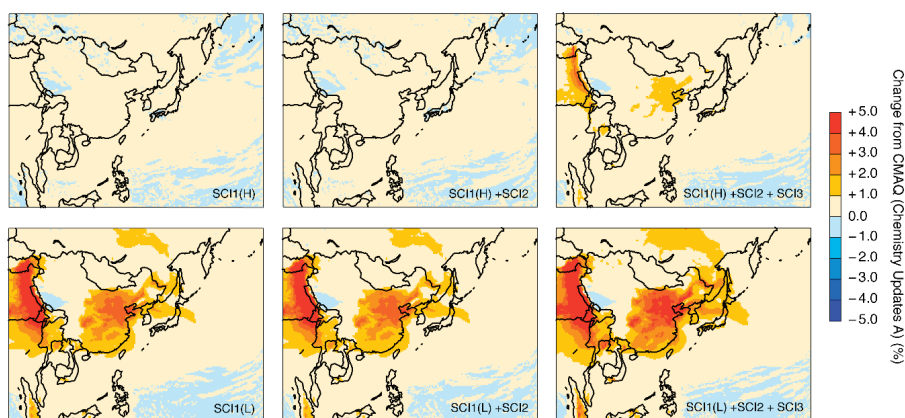 SCI1(H)
SCI1(H) +SCI2
SCI1(H) +SCI2 + SCI3
SCI1(L)
SCI1(L) +SCI2
SCI1(L) +SCI2 + SCI3
+5.0
+4.0
+3.0
+2.0
+1.0
0.0
−1.0
−2.0
−3.0
−4.0
−5.0
Change from CMAQ (Chemistry Updates A) (%)